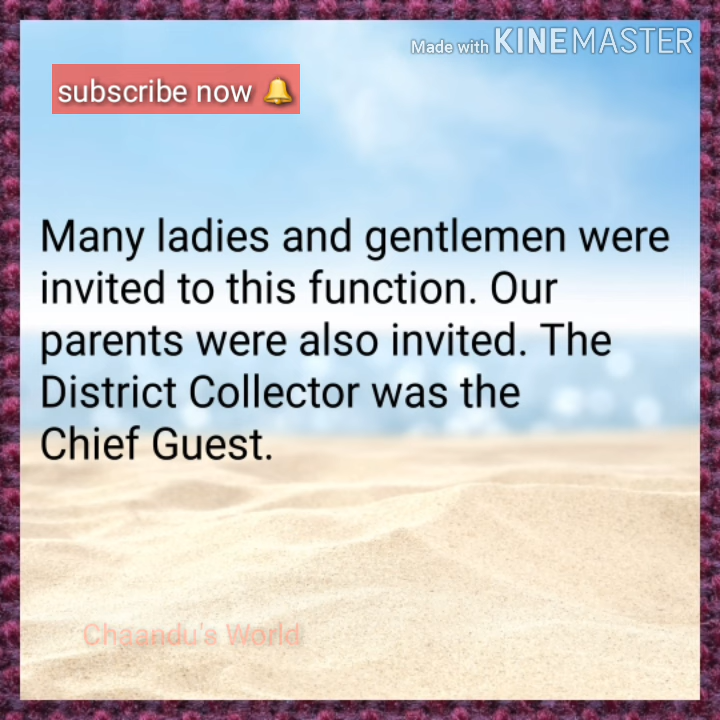 Made with KINEMASTER
subscribe now 🔔
Many ladies and gentlemen were
invited to this function. Our
parents were also invited. The
District Collector was the
Chief Guest.
Chaandu's World